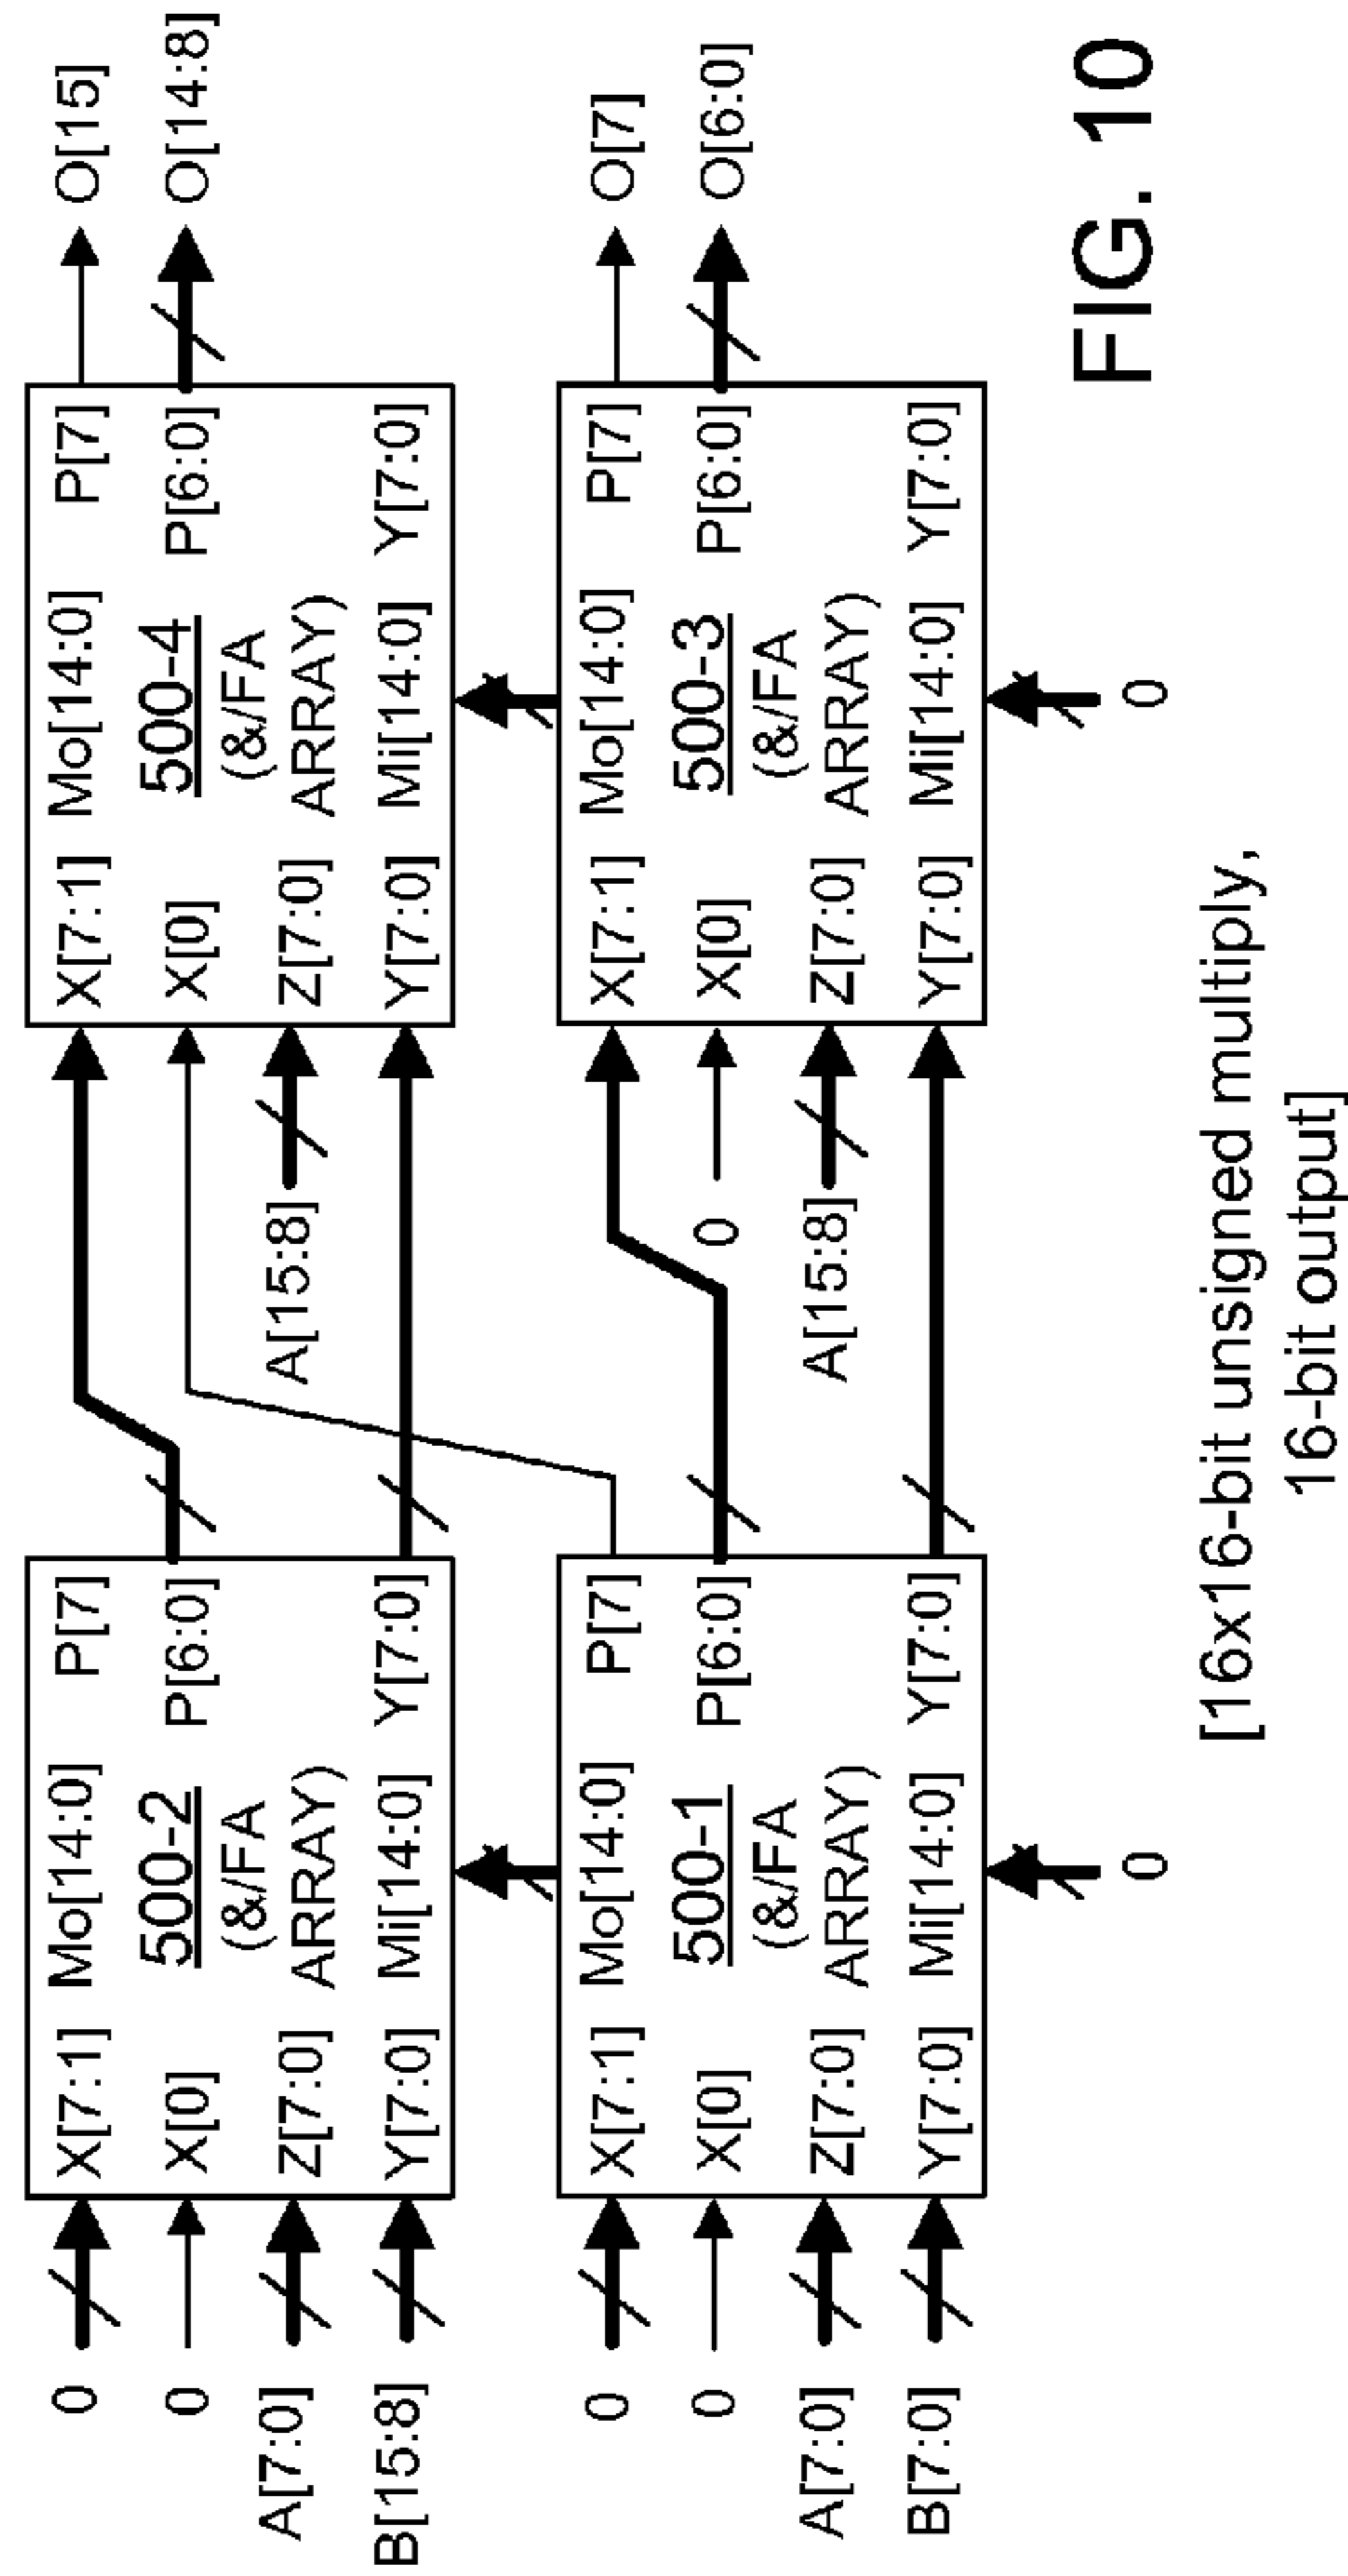 0
0
A[7:0]
B[15:8]
X[7:1] Mo[14:0] P[7]
X[0] 500-2 P[6:0]
(&/FA
Z[7:0] ARRAY)
Y[7:0] Mi[14:0] Y[7:0]
A[15:8]
X[7:1] Mo[14:0] P[7]
X[0] 500-4 P[6:0]
(&/FA
Z[7:0] ARRAY)
Y[7:0] Mi[14:0] Y[7:0]
O[15]
O[14:8]
0
0
A[7:0]
B[7:0]
X[7:1] Mo[14:0] P[7]
X[0] 500-1 P[6:0]
(&/FA
Z[7:0] ARRAY)
Y[7:0] Mi[14:0] Y[7:0]
0
0
A[15:8]
X[7:1] Mo[14:0] P[7]
X[0] 500-3 P[6:0]
(&/FA
Z[7:0] ARRAY)
Y[7:0] Mi[14:0] Y[7:0]
0
O[7]
O[6:0]
[16x16-bit unsigned multiply,
16-bit output]
FIG. 10